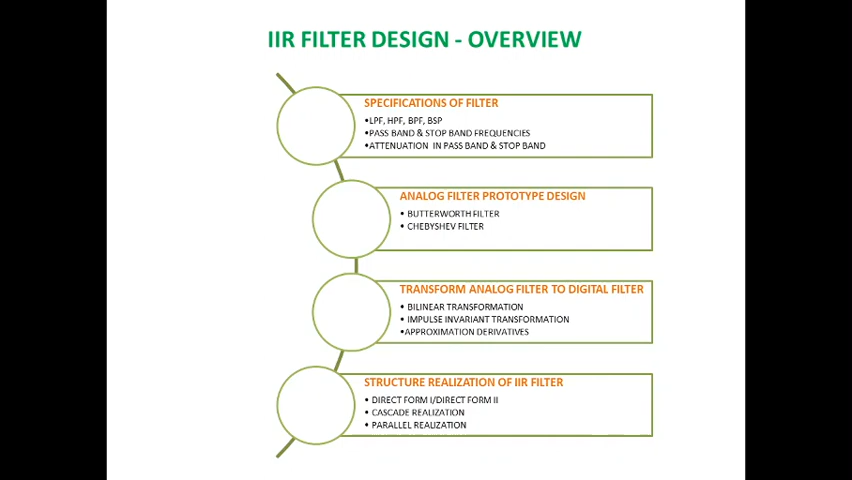 IIR FILTER DESIGN - OVERVIEW
SPECIFICATIONS OF FILTER
•LPF, HPF, BPF, BSP
•PASS BAND & STOP BAND FREQUENCIES
•ATTENUATION IN PASS BAND & STOP BAND
ANALOG FILTER PROTOTYPE DESIGN
• BUTTERWORTH FILTER
• CHEBYSHEV FILTER
TRANSFORM ANALOG FILTER TO DIGITAL FILTER
• BILINEAR TRANSFORMATION
• IMPULSE INVARIANT TRANSFORMATION
•APPROXIMATION DERIVATIVES
STRUCTURE REALIZATION OF IIR FILTER
• DIRECT FORM I/DIRECT FORM II
• CASCADE REALIZATION
• PARALLEL REALIZATION